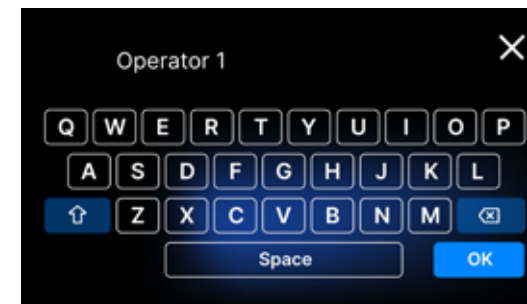 Operator 1
Q W E R T Y U I O P
A S D F G H J K L
Z X C V B N M
Space OK